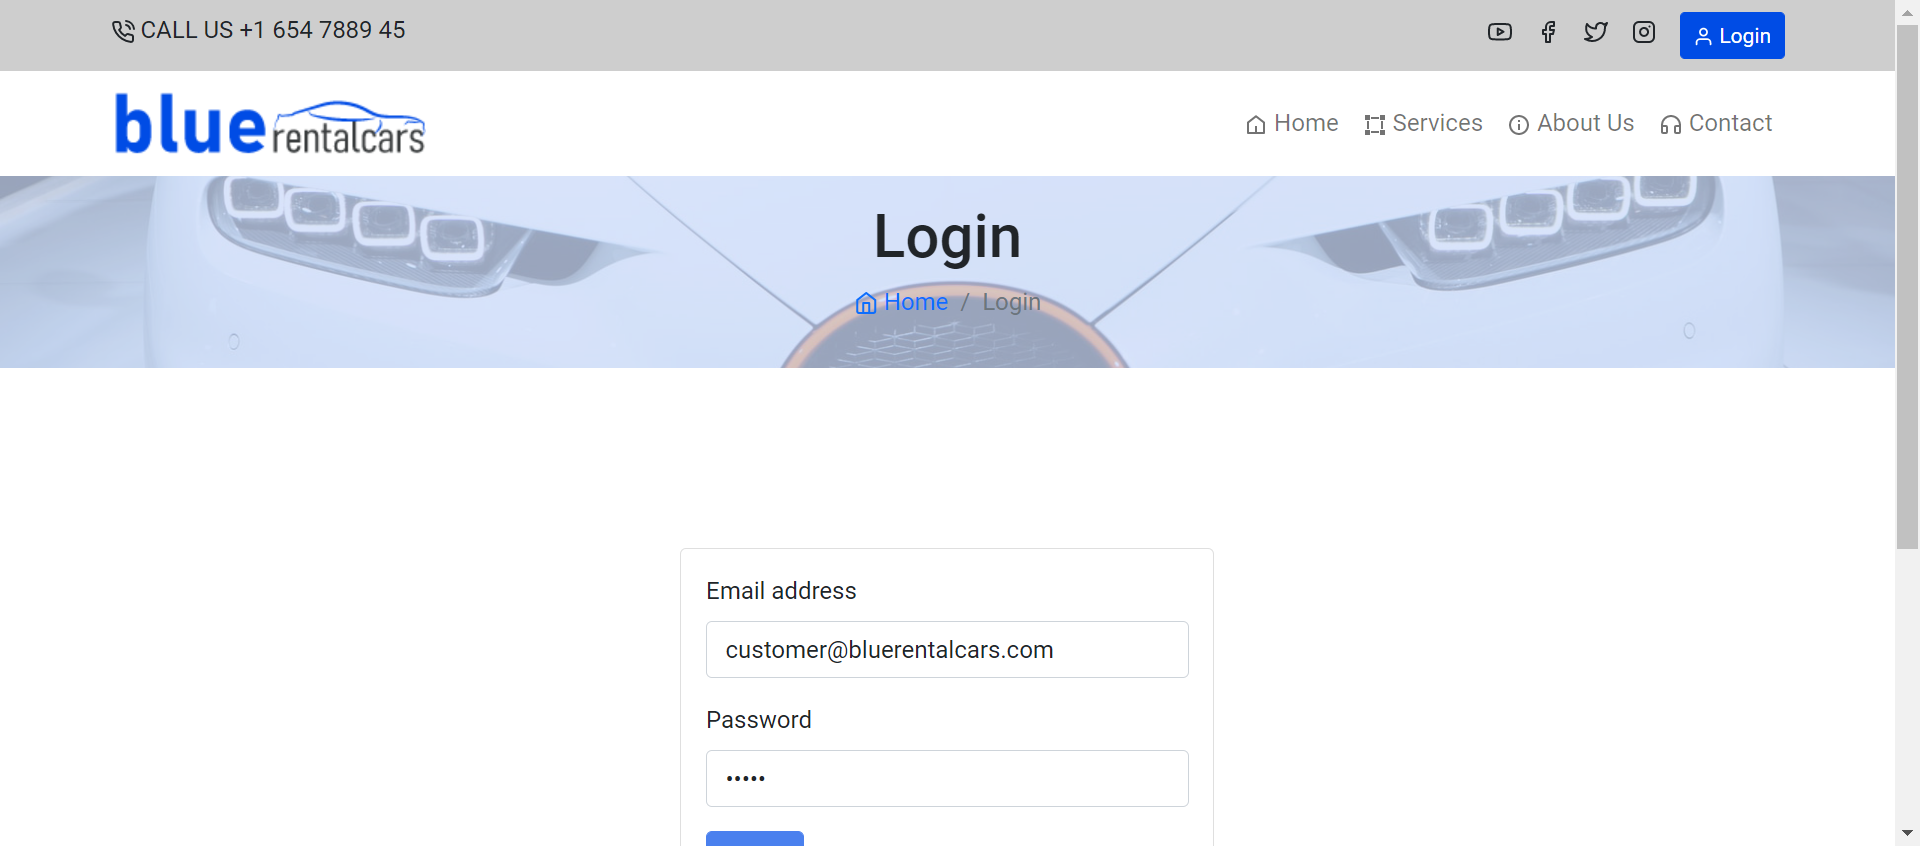 CALL US +1 654 7889 45
Login
blue rentalcars
Home Services About Us Contact
Login
Home / Login
Email address
customer@bluerentalcars.com
Password
•••••